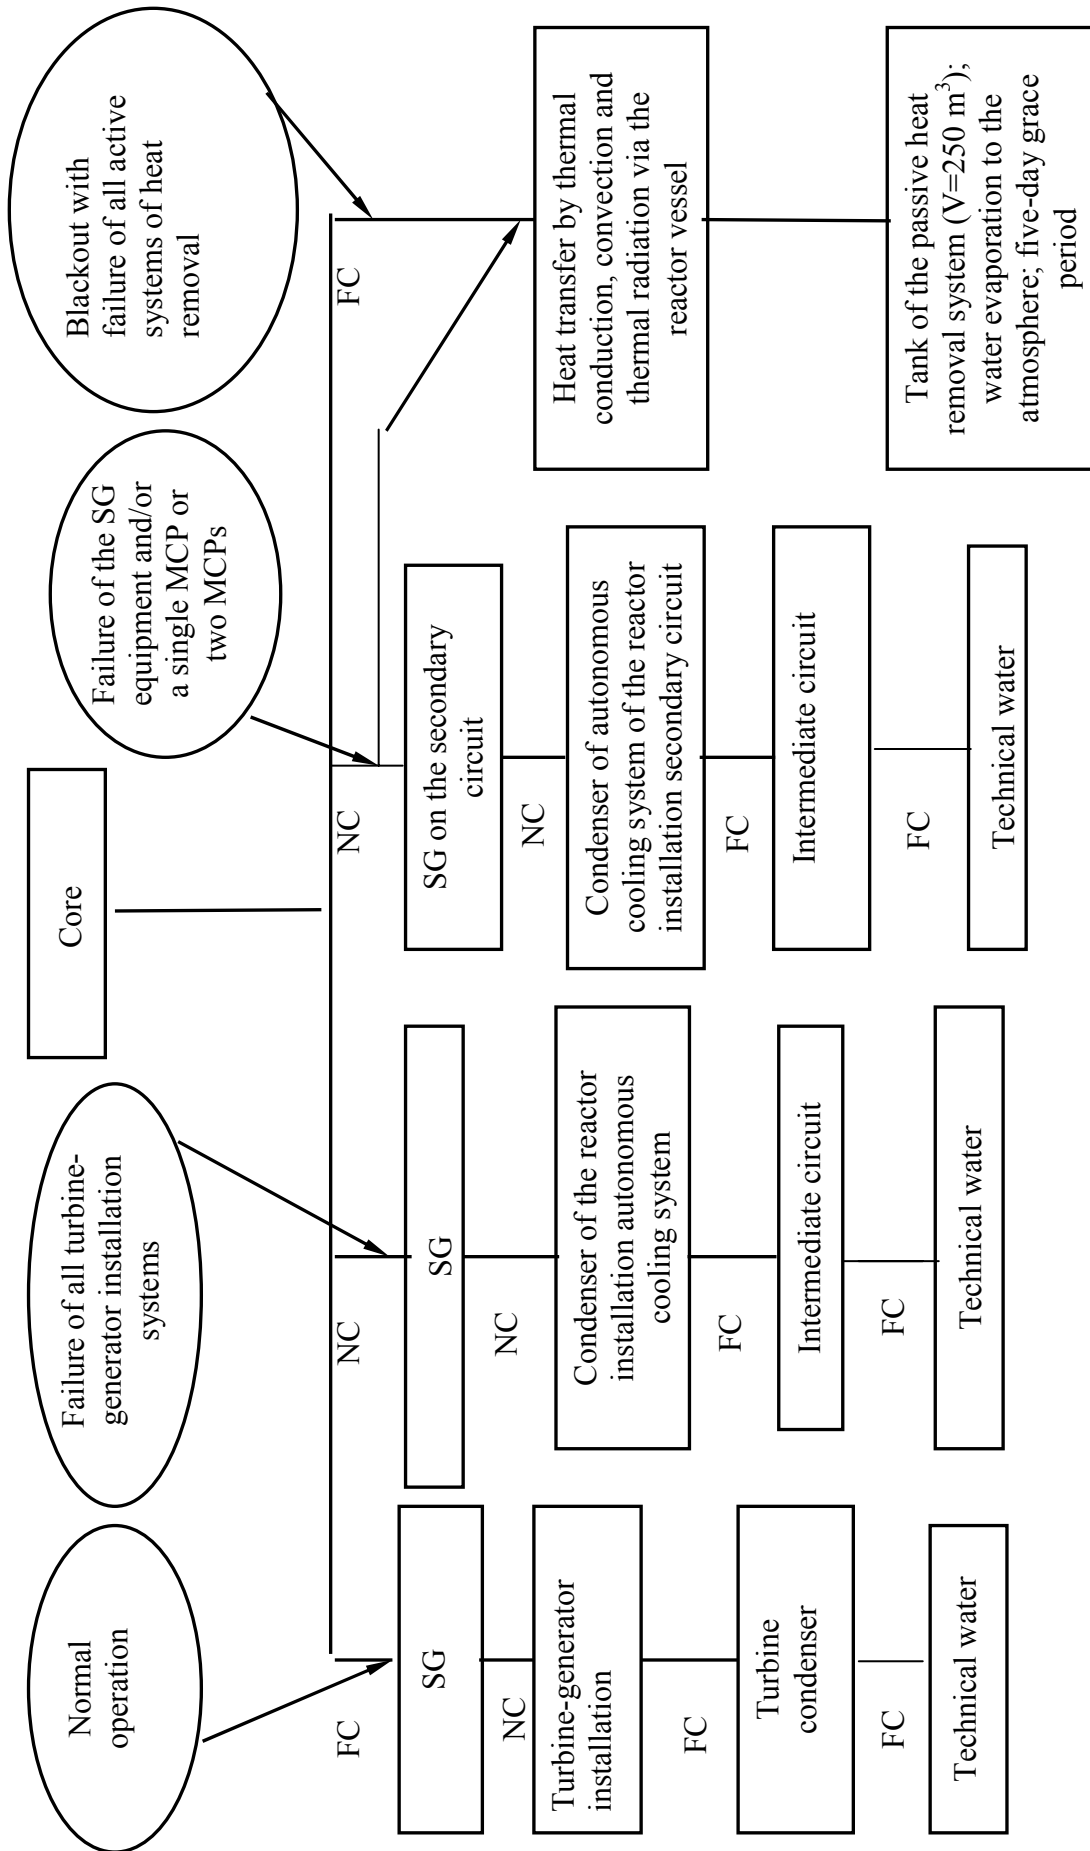 Core
Normal
operation
Failure of all turbine-
generator installation
systems
Failure of the SG
equipment and/or
a single MCP or
two MCPs
Blackout with
failure of all active
systems of heat
removal
FC
NC
NC
FC
SG
SG
SG on the secondary
circuit
Heat transfer by thermal
conduction, convection and
thermal radiation via the
reactor vessel
NC
NC
NC
Turbine-generator
installation
Condenser of the reactor
installation autonomous
cooling system
Condenser of autonomous
cooling system of the reactor
installation secondary circuit
FC
FC
FC
Turbine
condenser
Intermediate circuit
Intermediate circuit
Tank of the passive heat
removal system (V=250 m³);
water evaporation to the
atmosphere; five-day grace
period
FC
FC
FC
Technical water
Technical water
Technical water